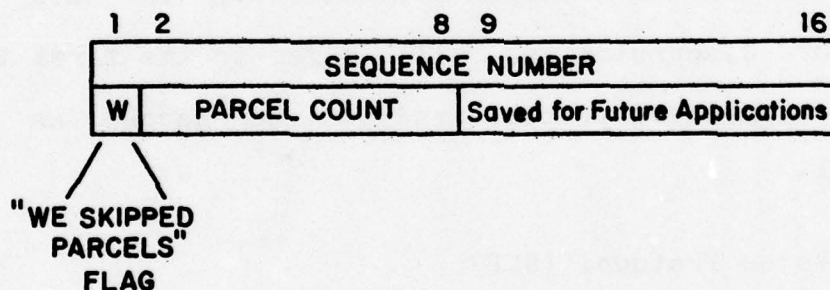 1 2 8 9 16
SEQUENCE NUMBER
W PARCEL COUNT Saved for Future Applications
"WE SKIPPED
PARCELS"
FLAG